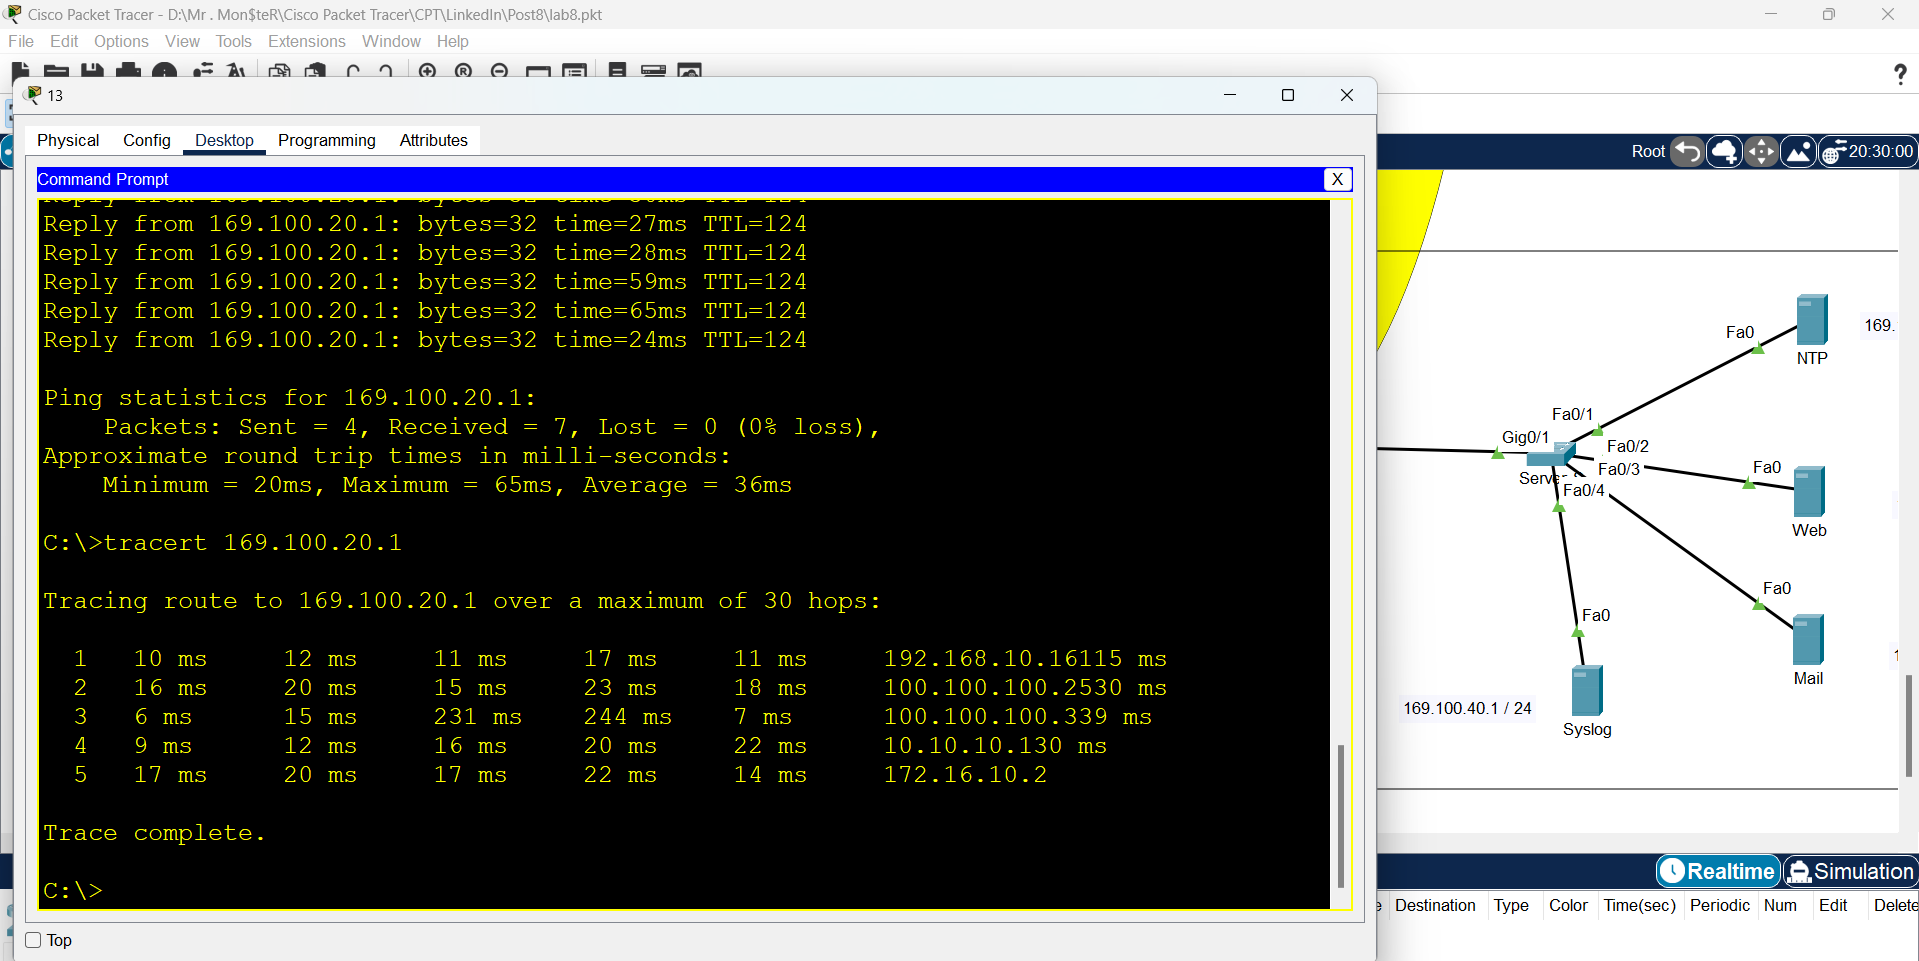 Cisco Packet Tracer - D:\Mr . Mon$teR\Cisco Packet Tracer\CPT\LinkedIn\Post8\lab8.pkt
File Edit Options View Tools Extensions Window Help
?
13
Physical Config Desktop Programming Attributes
Command Prompt
X
Reply from 169.100.20.1: bytes=32 time=27ms TTL=124
Reply from 169.100.20.1: bytes=32 time=28ms TTL=124
Reply from 169.100.20.1: bytes=32 time=59ms TTL=124
Reply from 169.100.20.1: bytes=32 time=65ms TTL=124
Reply from 169.100.20.1: bytes=32 time=24ms TTL=124
Ping statistics for 169.100.20.1:
Packets: Sent = 4, Received = 7, Lost = 0 (0% loss),
Approximate round trip times in milli-seconds:
Minimum = 20ms, Maximum = 65ms, Average = 36ms
C:\>tracert 169.100.20.1
Tracing route to 169.100.20.1 over a maximum of 30 hops:
1 10 ms 12 ms 11 ms 17 ms 11 ms 192.168.10.16115 ms
2 16 ms 20 ms 15 ms 23 ms 18 ms 100.100.100.2530 ms
3 6 ms 15 ms 231 ms 244 ms 7 ms 100.100.100.339 ms
4 9 ms 12 ms 16 ms 20 ms 22 ms 10.10.10.130 ms
5 17 ms 20 ms 17 ms 22 ms 14 ms 172.16.10.2
Trace complete.
C:\>
Top
Root 20:30:00
Fa0
169.
NTP
Fa0/1
Gig0/1
Fa0/2
Fa0/3
Fa0
Fa0/4
Web
Fa0
Fa0
Mail
169.100.40.1 / 24
Syslog
Realtime Simulation
Destination Type Color Time(sec) Periodic Num Edit Delete